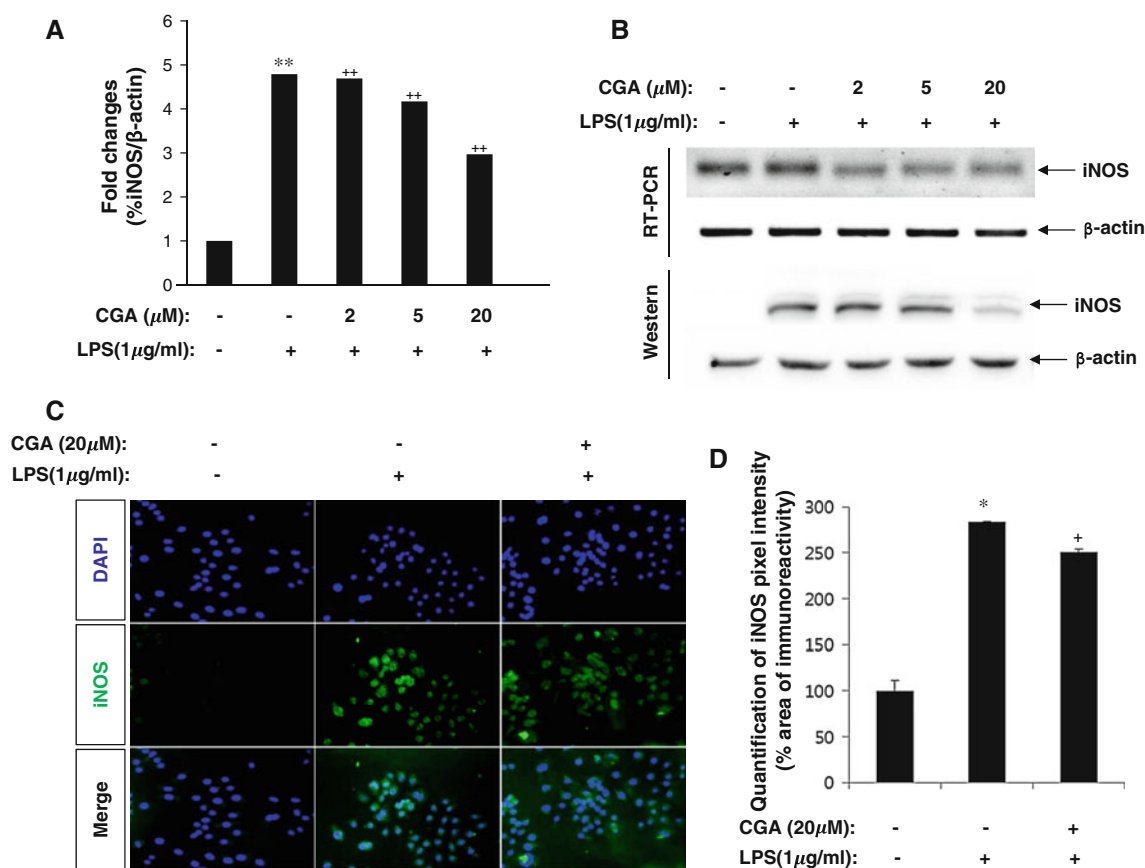 A
Fold changes
(%iNOS/β-actin)
6
5
4
3
2
1
0
**
++
++
++
CGA (μM): - - 2 5 20
LPS(1μg/ml): - + + + +
B
CGA (μM): - - 2 5 20
LPS(1μg/ml): - + + + +
RT-PCR
iNOS
β-actin
Western
iNOS
β-actin
C
CGA (20μM): - - +
LPS(1μg/ml): - + +
DAPI
iNOS
Merge
D
Quantification of iNOS pixel intensity
(% area of immunoreactivity)
300
250
200
150
100
50
0
*
+
CGA (20μM): - - +
LPS(1μg/ml): - + +